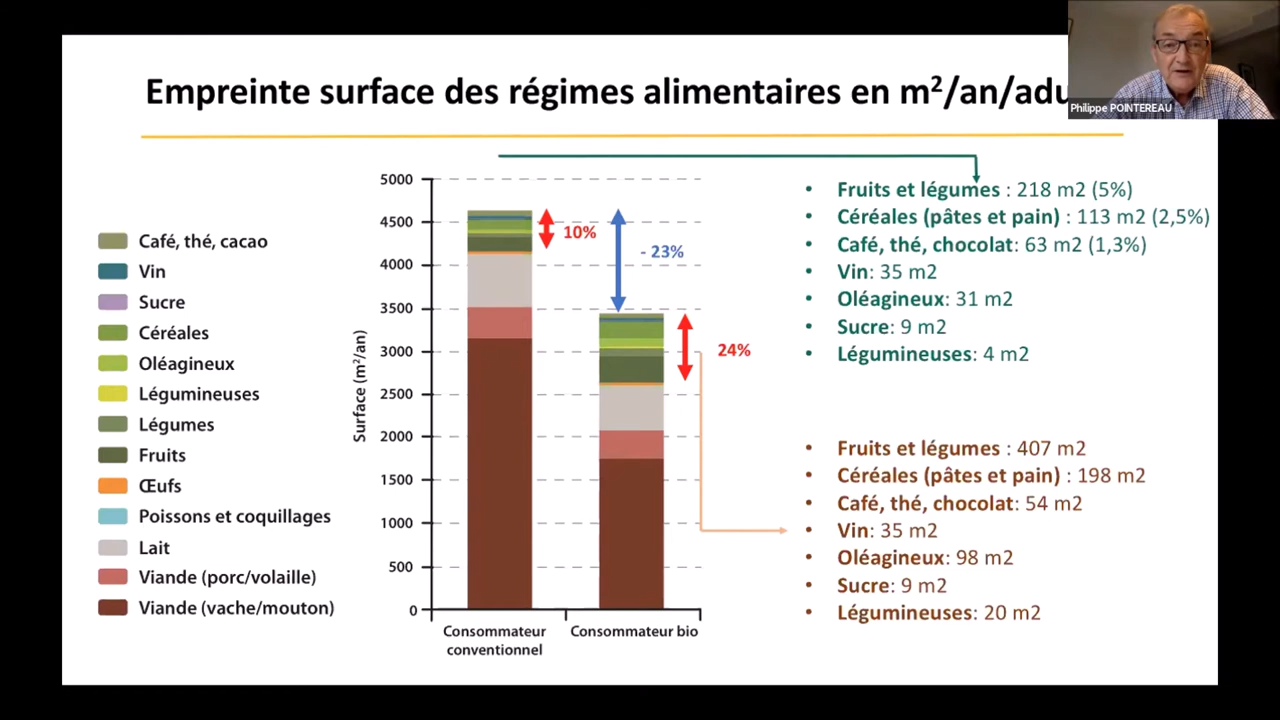 Empreinte surface des régimes alimentaires en m²/an/adu
Philippe POINTEREAU
Café, thé, cacao
Vin
Sucre
Céréales
Oléagineux
Légumineuses
Légumes
Fruits
Œufs
Poissons et coquillages
Lait
Viande (porc/volaille)
Viande (vache/mouton)
Surface (m²/an)
5000
4500
4000
3500
3000
2500
2000
1500
1000
500
0
10%
- 23%
24%
Consommateur
conventionnel
Consommateur bio
• Fruits et légumes : 218 m2 (5%)
• Céréales (pâtes et pain) : 113 m2 (2,5%)
• Café, thé, chocolat: 63 m2 (1,3%)
• Vin: 35 m2
• Oléagineux: 31 m2
• Sucre: 9 m2
• Légumineuses: 4 m2
• Fruits et légumes : 407 m2
• Céréales (pâtes et pain) : 198 m2
• Café, thé, chocolat: 54 m2
• Vin: 35 m2
• Oléagineux: 98 m2
• Sucre: 9 m2
• Légumineuses: 20 m2